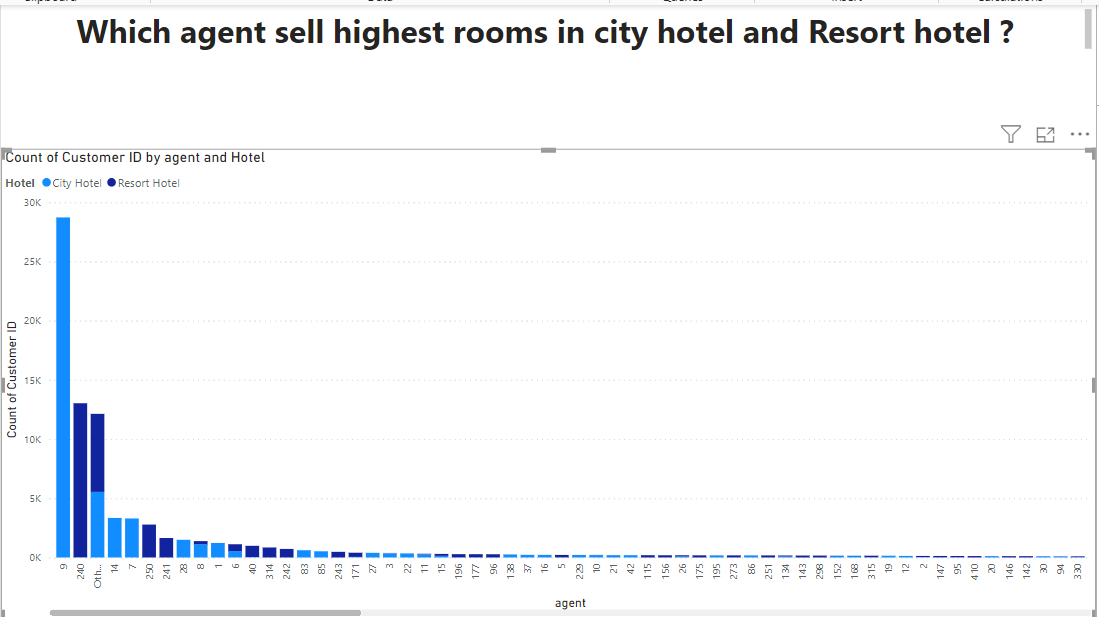 Which agent sell highest rooms in city hotel and Resort hotel ?
Count of Customer ID by agent and Hotel
Hotel City Hotel Resort Hotel
30K
25K
20K
15K
10K
5K
0K
Count of Customer ID
9 240 Oth... 14 7 250 241 28 8 1 6 40 314 242 83 85 243 171 27 3 22 11 15 196 177 96 138 37 16 5 229 10 21 42 115 156 26 175 195 273 86 251 134 143 298 152 168 315 19 12 2 147 95 410 20 146 142 30 94 330
agent